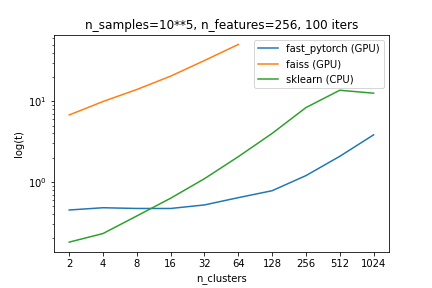 n_samples=10**5, n_features=256, 100 iters
fast_pytorch (GPU)
faiss (GPU)
sklearn (CPU)
log(t)
10¹
10⁰
2 4 8 16 32 64 128 256 512 1024
n_clusters